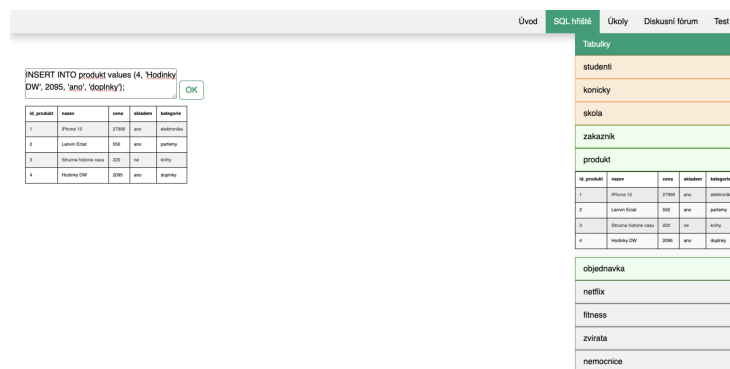 Úvod SQL hřiště Úkoly Diskusní fórum Test
INSERT INTO produkt values (4, 'Hodinky
DW', 2095, 'ano', 'doplnky');
OK
id_produkt nazev cena skladem kategorie
1 iPhone 15 27990 ano elektronika
2 Lanvin Eclat 550 ano parfemy
3 Strucna historie casu 220 ne knihy
4 Hodinky DW 2095 ano doplnky
Tabulky
studenti
konicky
skola
zakaznik
produkt
id_produkt nazev cena skladem kategorie
1 iPhone 15 27990 ano elektronik
2 Lanvin Eclat 550 ano parfemy
3 Strucna historie casu 220 ne knihy
4 Hodinky DW 2095 ano doplnky
objednavka
netflix
fitness
zvirata
nemocnice